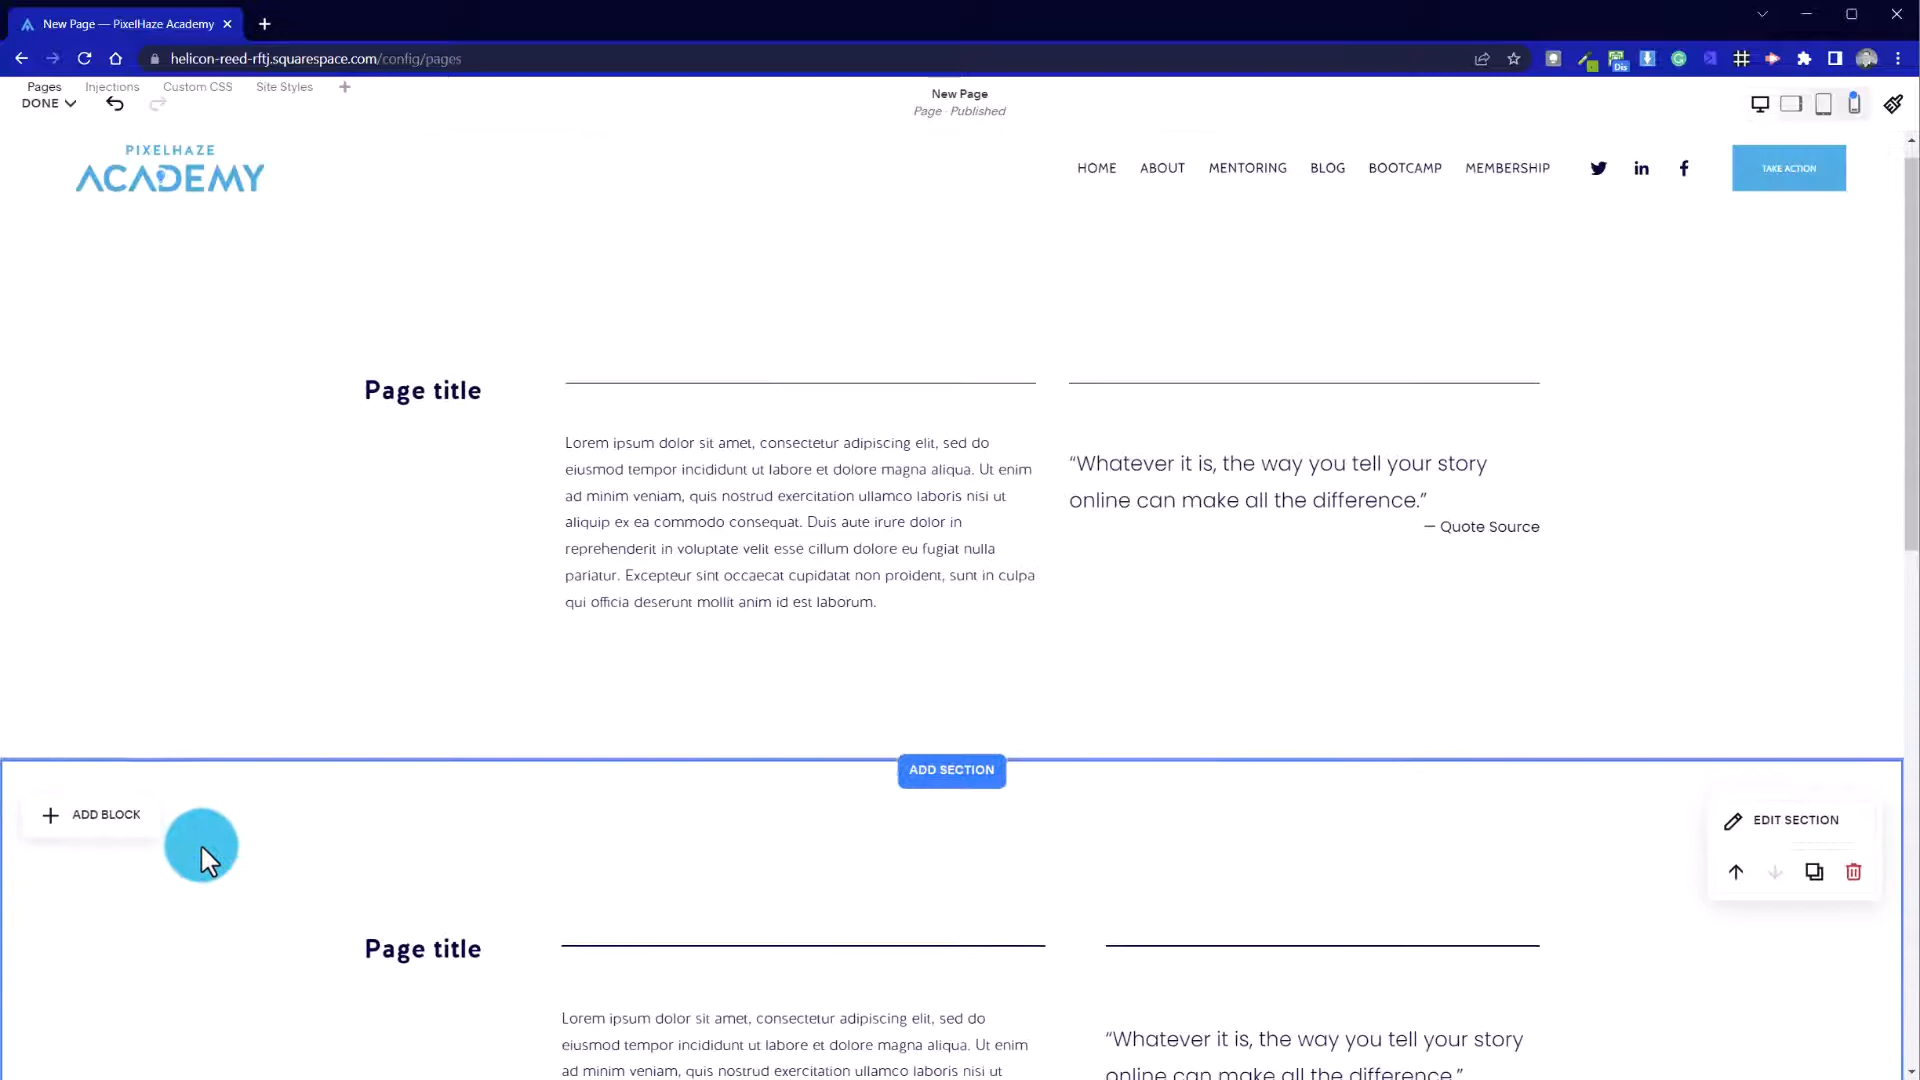 New Page — PixelHaze Academy
helicon-reed-rftj.squarespace.com/config/pages
Dis
Pages Injections Custom CSS Site Styles
DONE
New Page
Page · Published
PIXELHAZE
ACADEMY
HOME ABOUT MENTORING BLOG BOOTCAMP MEMBERSHIP
TAKE ACTION
Page title
Lorem ipsum dolor sit amet, consectetur adipiscing elit, sed do
eiusmod tempor incididunt ut labore et dolore magna aliqua. Ut enim
ad minim veniam, quis nostrud exercitation ullamco laboris nisi ut
aliquip ex ea commodo consequat. Duis aute irure dolor in
reprehenderit in voluptate velit esse cillum dolore eu fugiat nulla
pariatur. Excepteur sint occaecat cupidatat non proident, sunt in culpa
qui officia deserunt mollit anim id est laborum.
“Whatever it is, the way you tell your story
online can make all the difference.”
— Quote Source
ADD SECTION
ADD BLOCK
EDIT SECTION
Page title
Lorem ipsum dolor sit amet, consectetur adipiscing elit, sed do
eiusmod tempor incididunt ut labore et dolore magna aliqua. Ut enim
ad minim veniam, quis nostrud exercitation ullamco laboris nisi ut
“Whatever it is, the way you tell your story
online can make all the difference.”